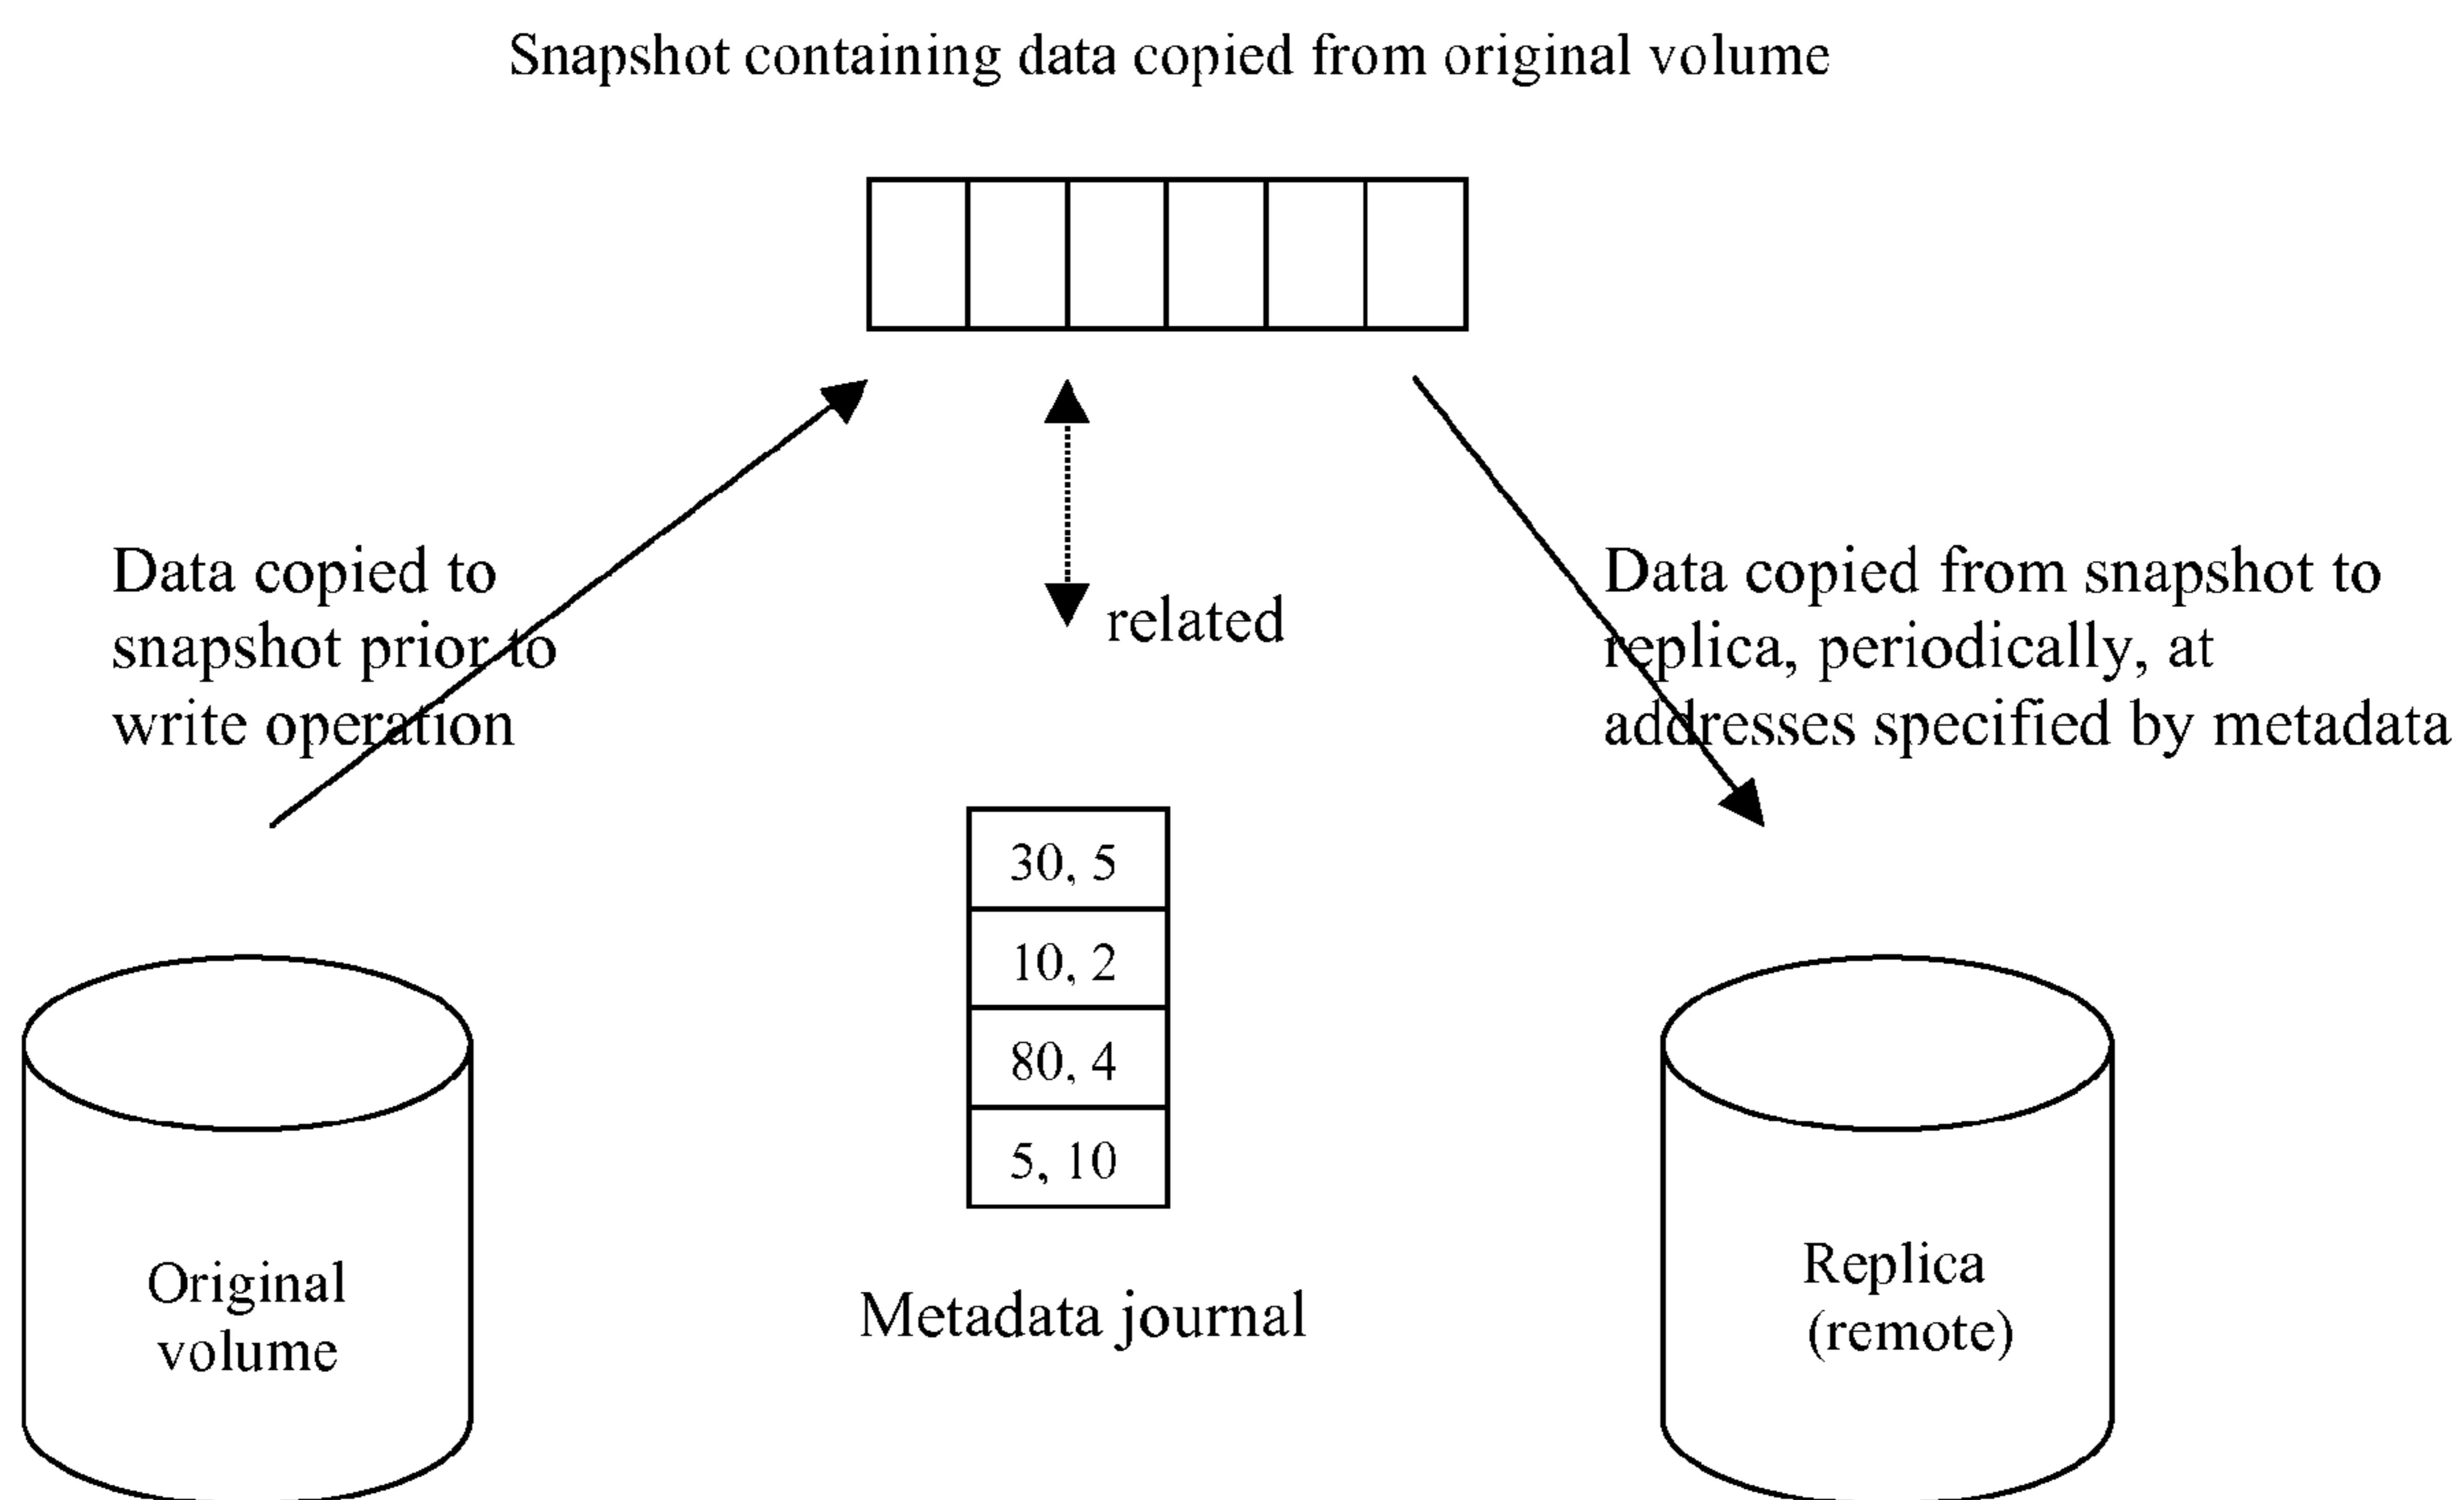 Snapshot containing data copied from original volume
Data copied to
snapshot prior to
write operation
related
Data copied from snapshot to
replica, periodically, at
addresses specified by metadata
30, 5
10, 2
80, 4
5, 10
Metadata journal
Original
volume
Replica
(remote)